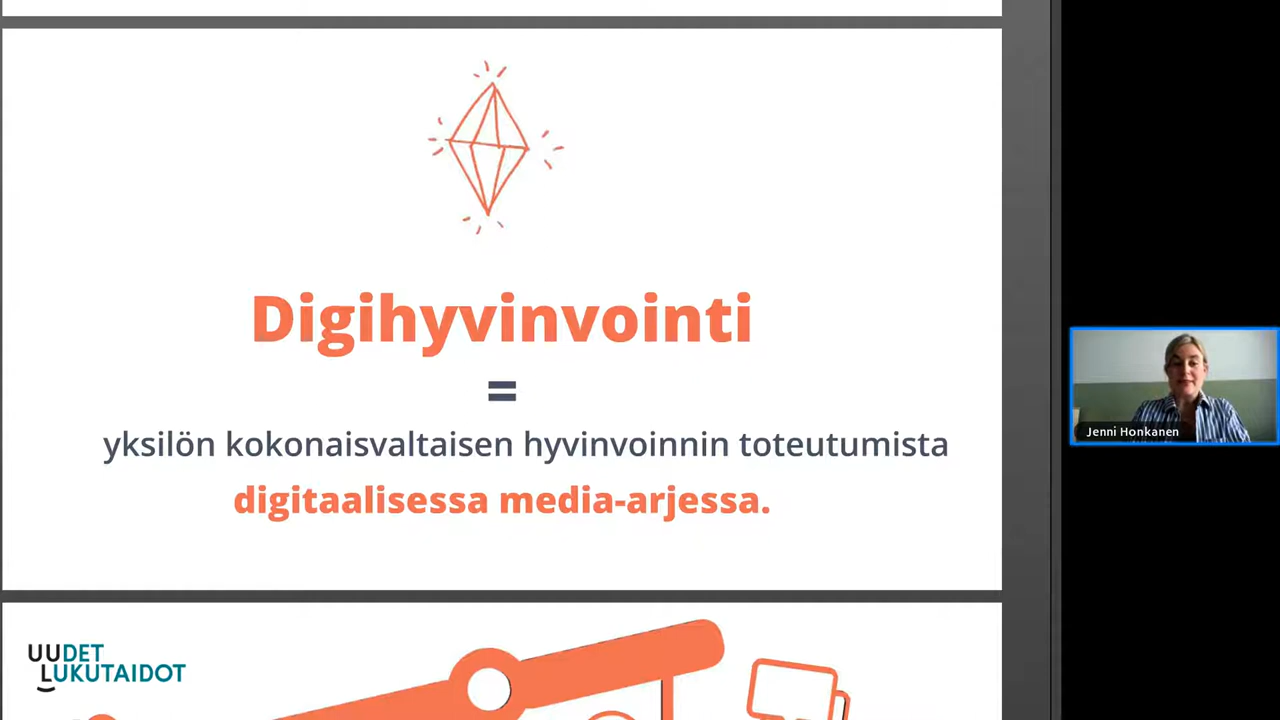 Digihyvinvointi
=
yksilön kokonaisvaltaisen hyvinvoinnin toteutumista
digitaalisessa media-arjessa.
Jenni Honkanen
UUDET
LUKUTAIDOT